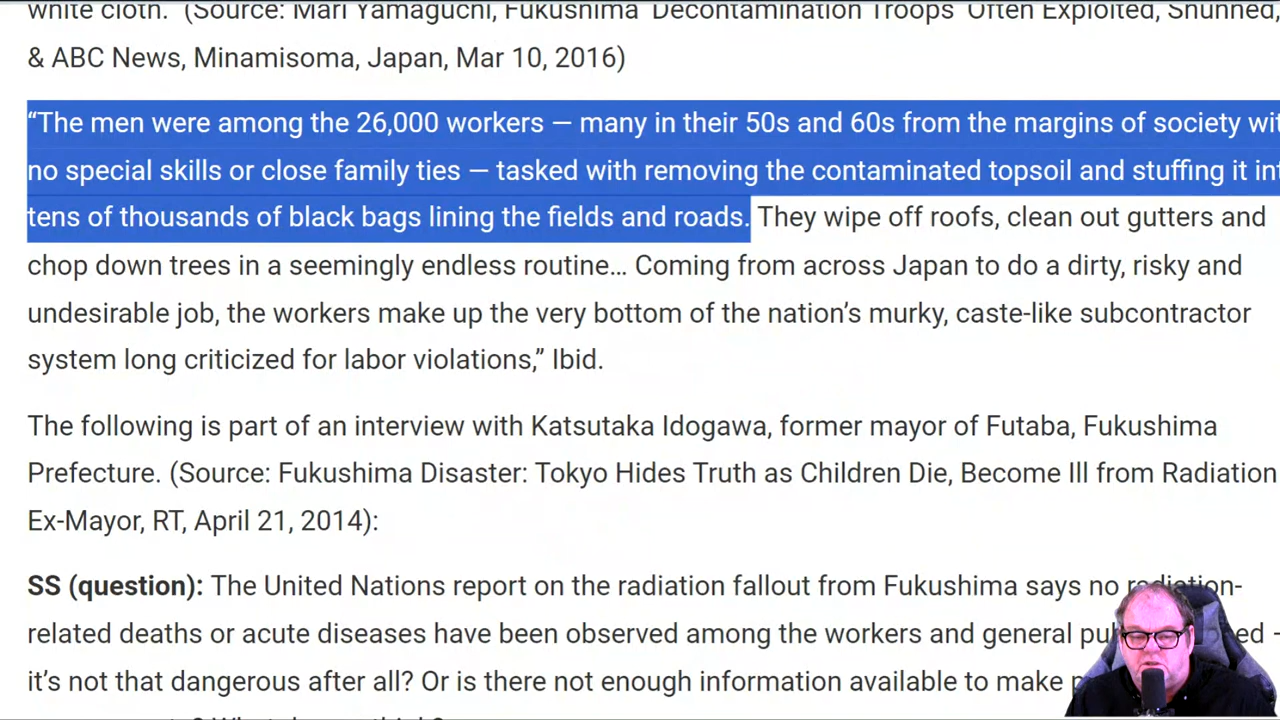 white cloth.” (Source: Mari Yamaguchi, Fukushima ‘Decontamination Troops’ Often Exploited, Shunned,
& ABC News, Minamisoma, Japan, Mar 10, 2016)
“The men were among the 26,000 workers — many in their 50s and 60s from the margins of society
no special skills or close family ties — tasked with removing the contaminated topsoil and stuffing it
tens of thousands of black bags lining the fields and roads. They wipe off roofs, clean out gutters and
chop down trees in a seemingly endless routine… Coming from across Japan to do a dirty, risky and
undesirable job, the workers make up the very bottom of the nation’s murky, caste-like subcontractor
system long criticized for labor violations,” Ibid.
The following is part of an interview with Katsutaka Idogawa, former mayor of Futaba, Fukushima
Prefecture. (Source: Fukushima Disaster: Tokyo Hides Truth as Children Die, Become Ill from Radiation
Ex-Mayor, RT, April 21, 2014):
SS (question): The United Nations report on the radiation fallout from Fukushima says no radiation-
related deaths or acute diseases have been observed among the workers and general
it’s not that dangerous after all? Or is there not enough information available to make